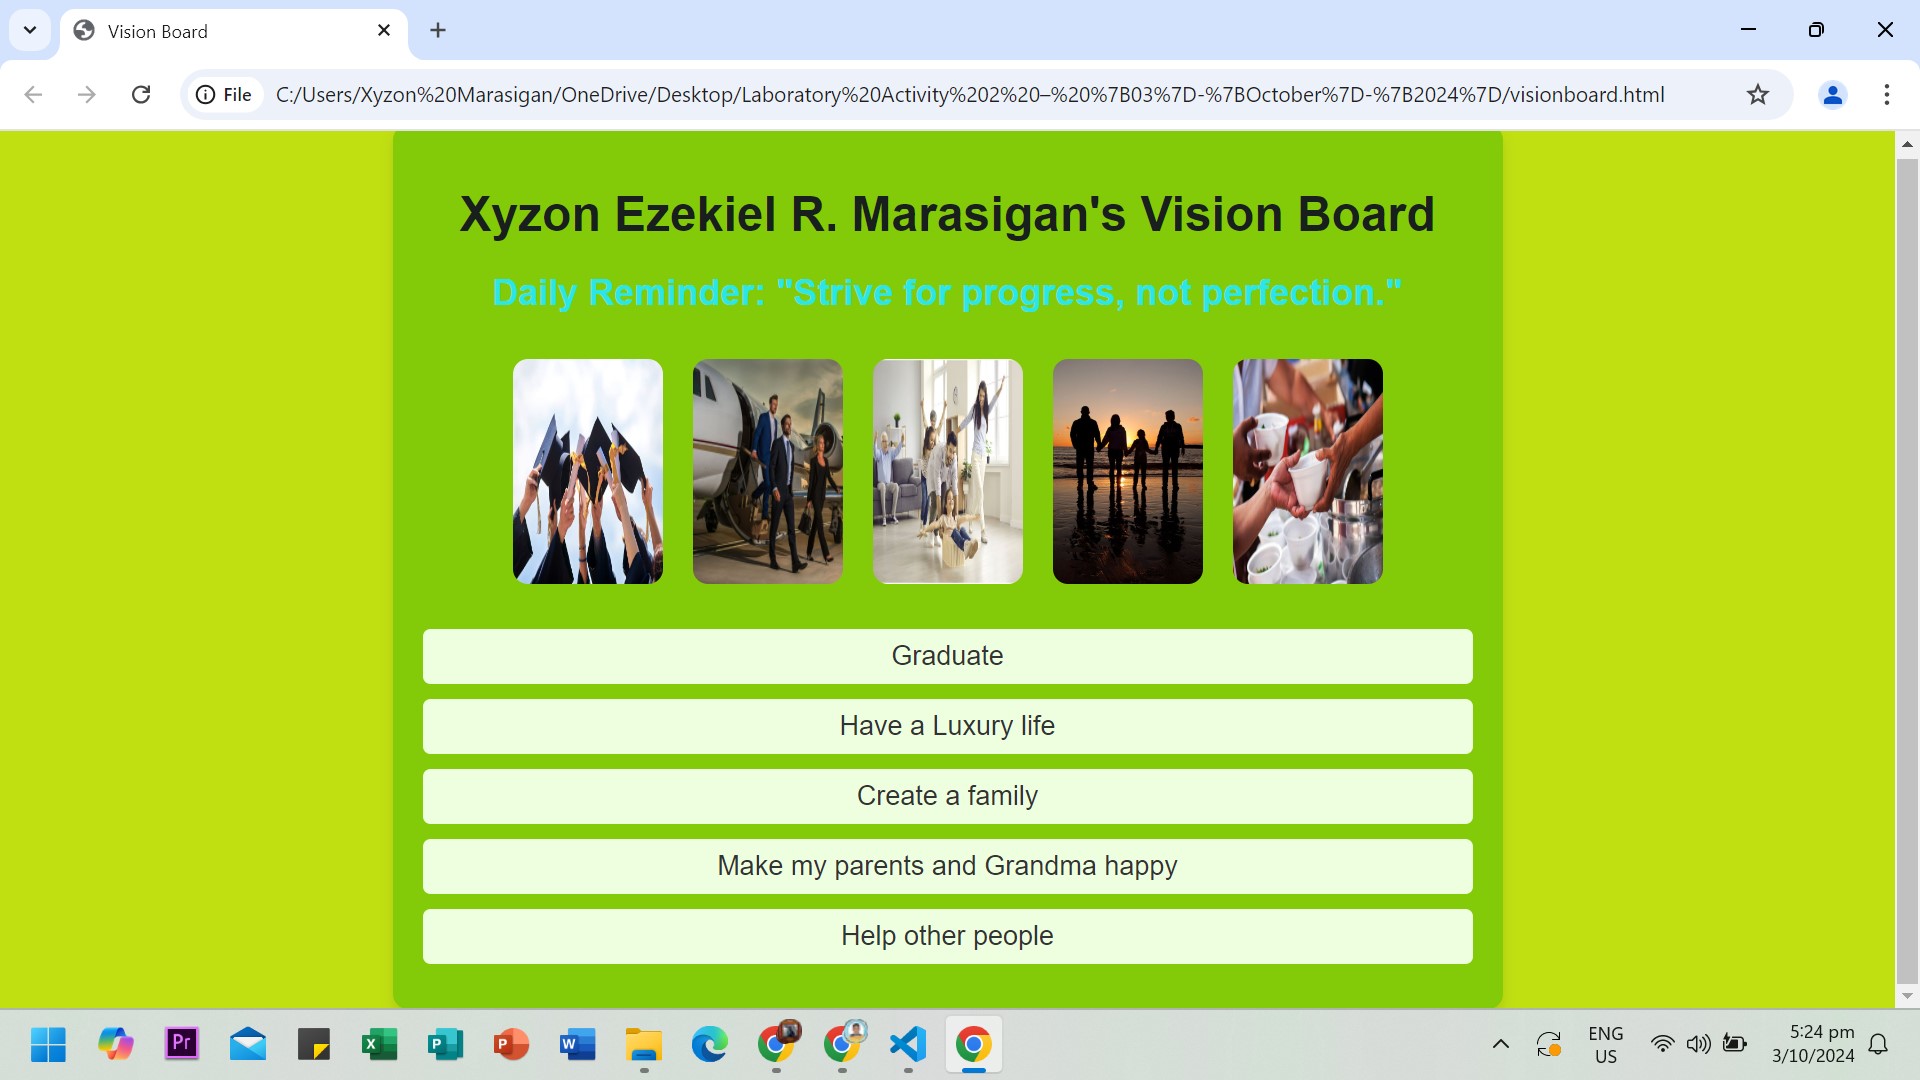 Vision Board
File
C:/Users/Xyzon%20Marasigan/OneDrive/Desktop/Laboratory%20Activity%202%20–%20%7B03%7D-%7BOctober%7D-%7B2024%7D/visionboard.html
Xyzon Ezekiel R. Marasigan's Vision Board
Daily Reminder: "Strive for progress, not perfection."
Graduate
Have a Luxury life
Create a family
Make my parents and Grandma happy
Help other people
Pr
X
P
P
W
ENG
US
5:24 pm
3/10/2024